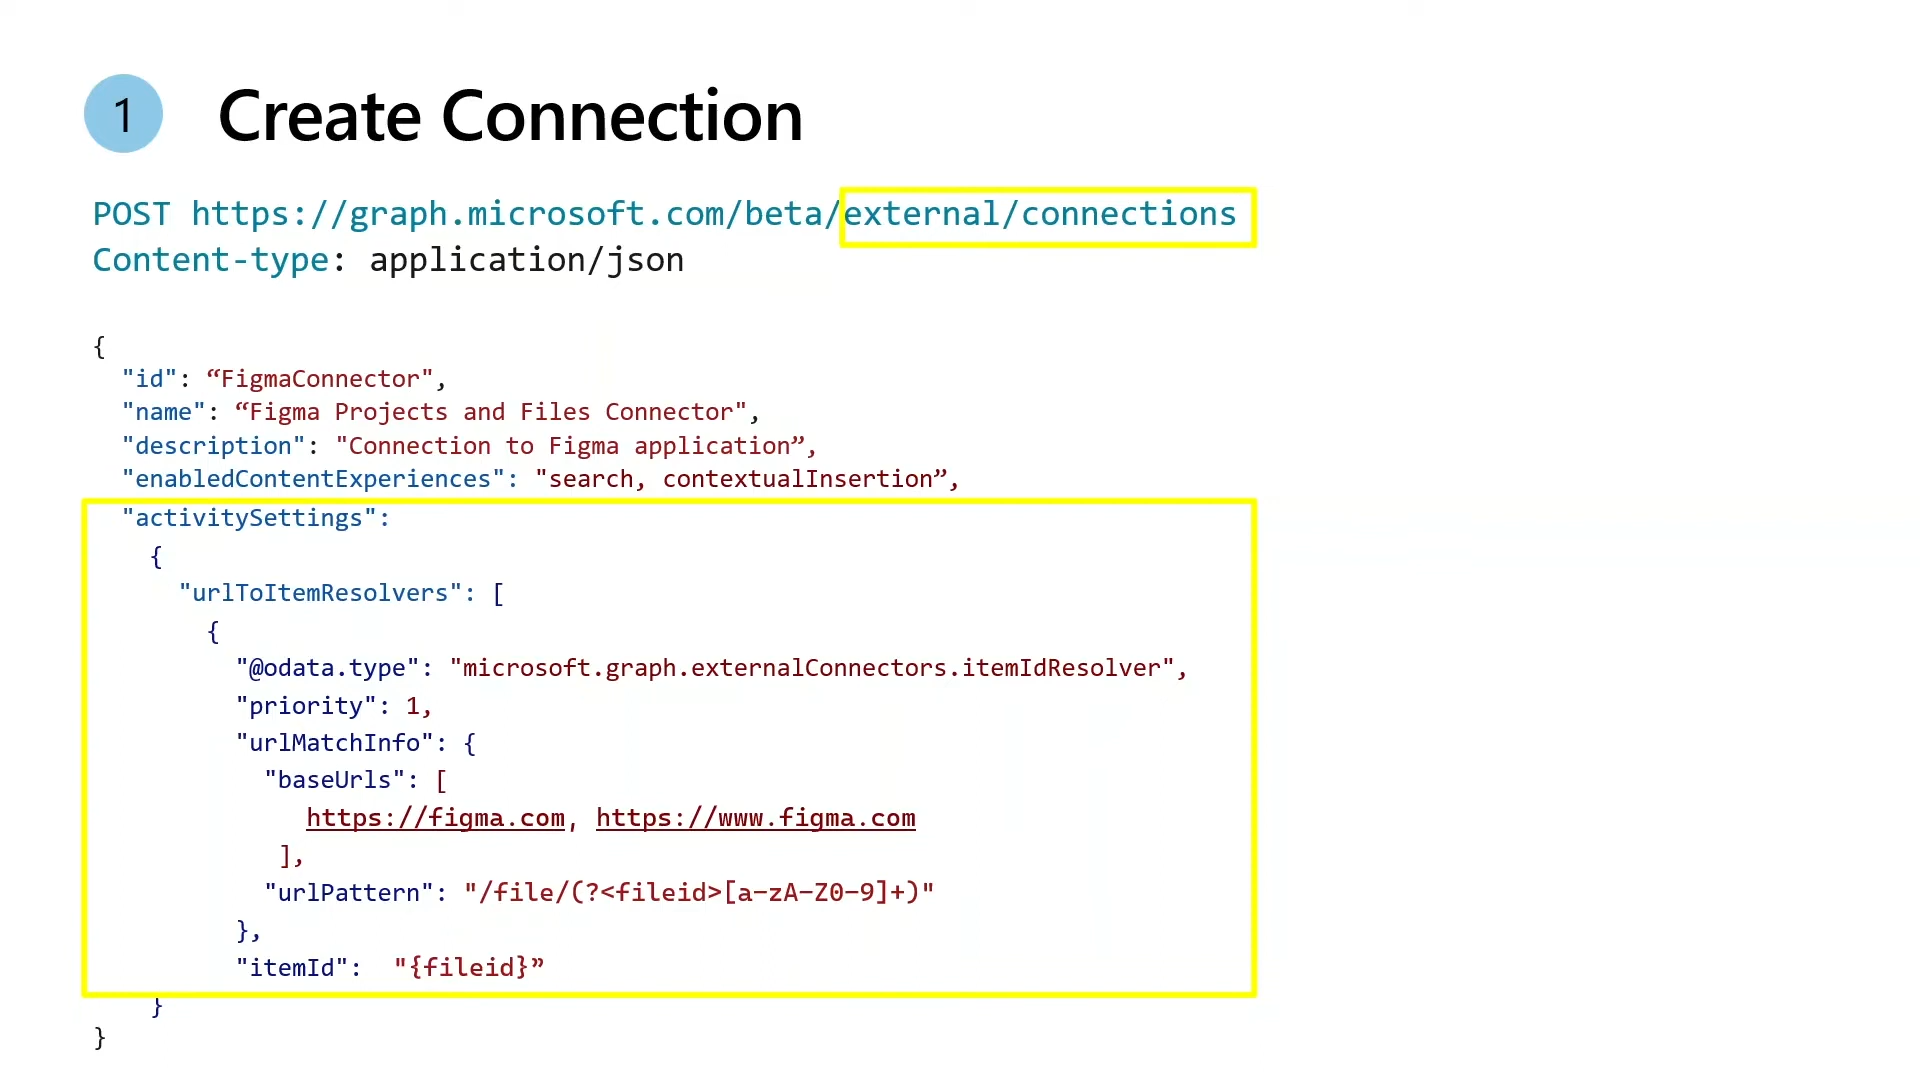 1 Create Connection
POST https://graph.microsoft.com/beta/external/connections
Content-type: application/json
{
"id": “FigmaConnector",
"name": “Figma Projects and Files Connector",
"description": "Connection to Figma application”,
"enabledContentExperiences": "search, contextualInsertion”,
"activitySettings":
{
"urlToItemResolvers": [
{
"@odata.type": "microsoft.graph.externalConnectors.itemIdResolver",
"priority": 1,
"urlMatchInfo": {
"baseUrls": [
https://figma.com, https://www.figma.com
],
"urlPattern": "/file/(?<fileid>[a-zA-Z0-9]+)"
},
"itemId":  "{fileid}”
}
}